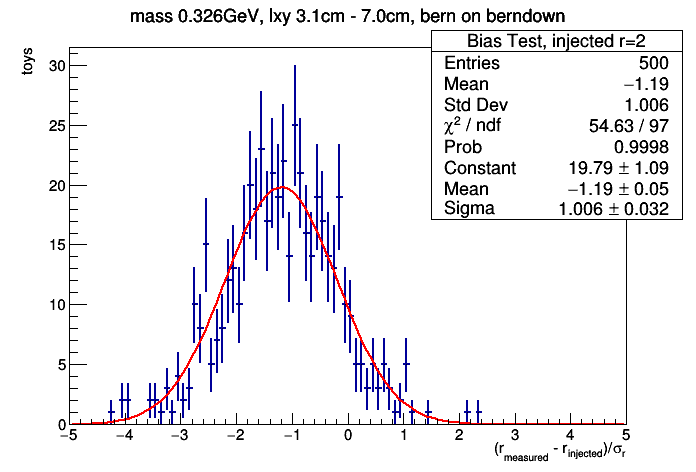 mass 0.326GeV, lxy 3.1cm - 7.0cm, bern on berndown
Bias Test, injected r=2
Entries 500
Mean −1.19
Std Dev 1.006
χ² / ndf 54.63 / 97
Prob 0.9998
Constant 19.79 ± 1.09
Mean −1.19 ± 0.05
Sigma 1.006 ± 0.032
toys
30
25
20
15
10
5
0
−5 −4 −3 −2 −1 0 1 2 3 4 5
(r_measured - r_injected)/σ_r